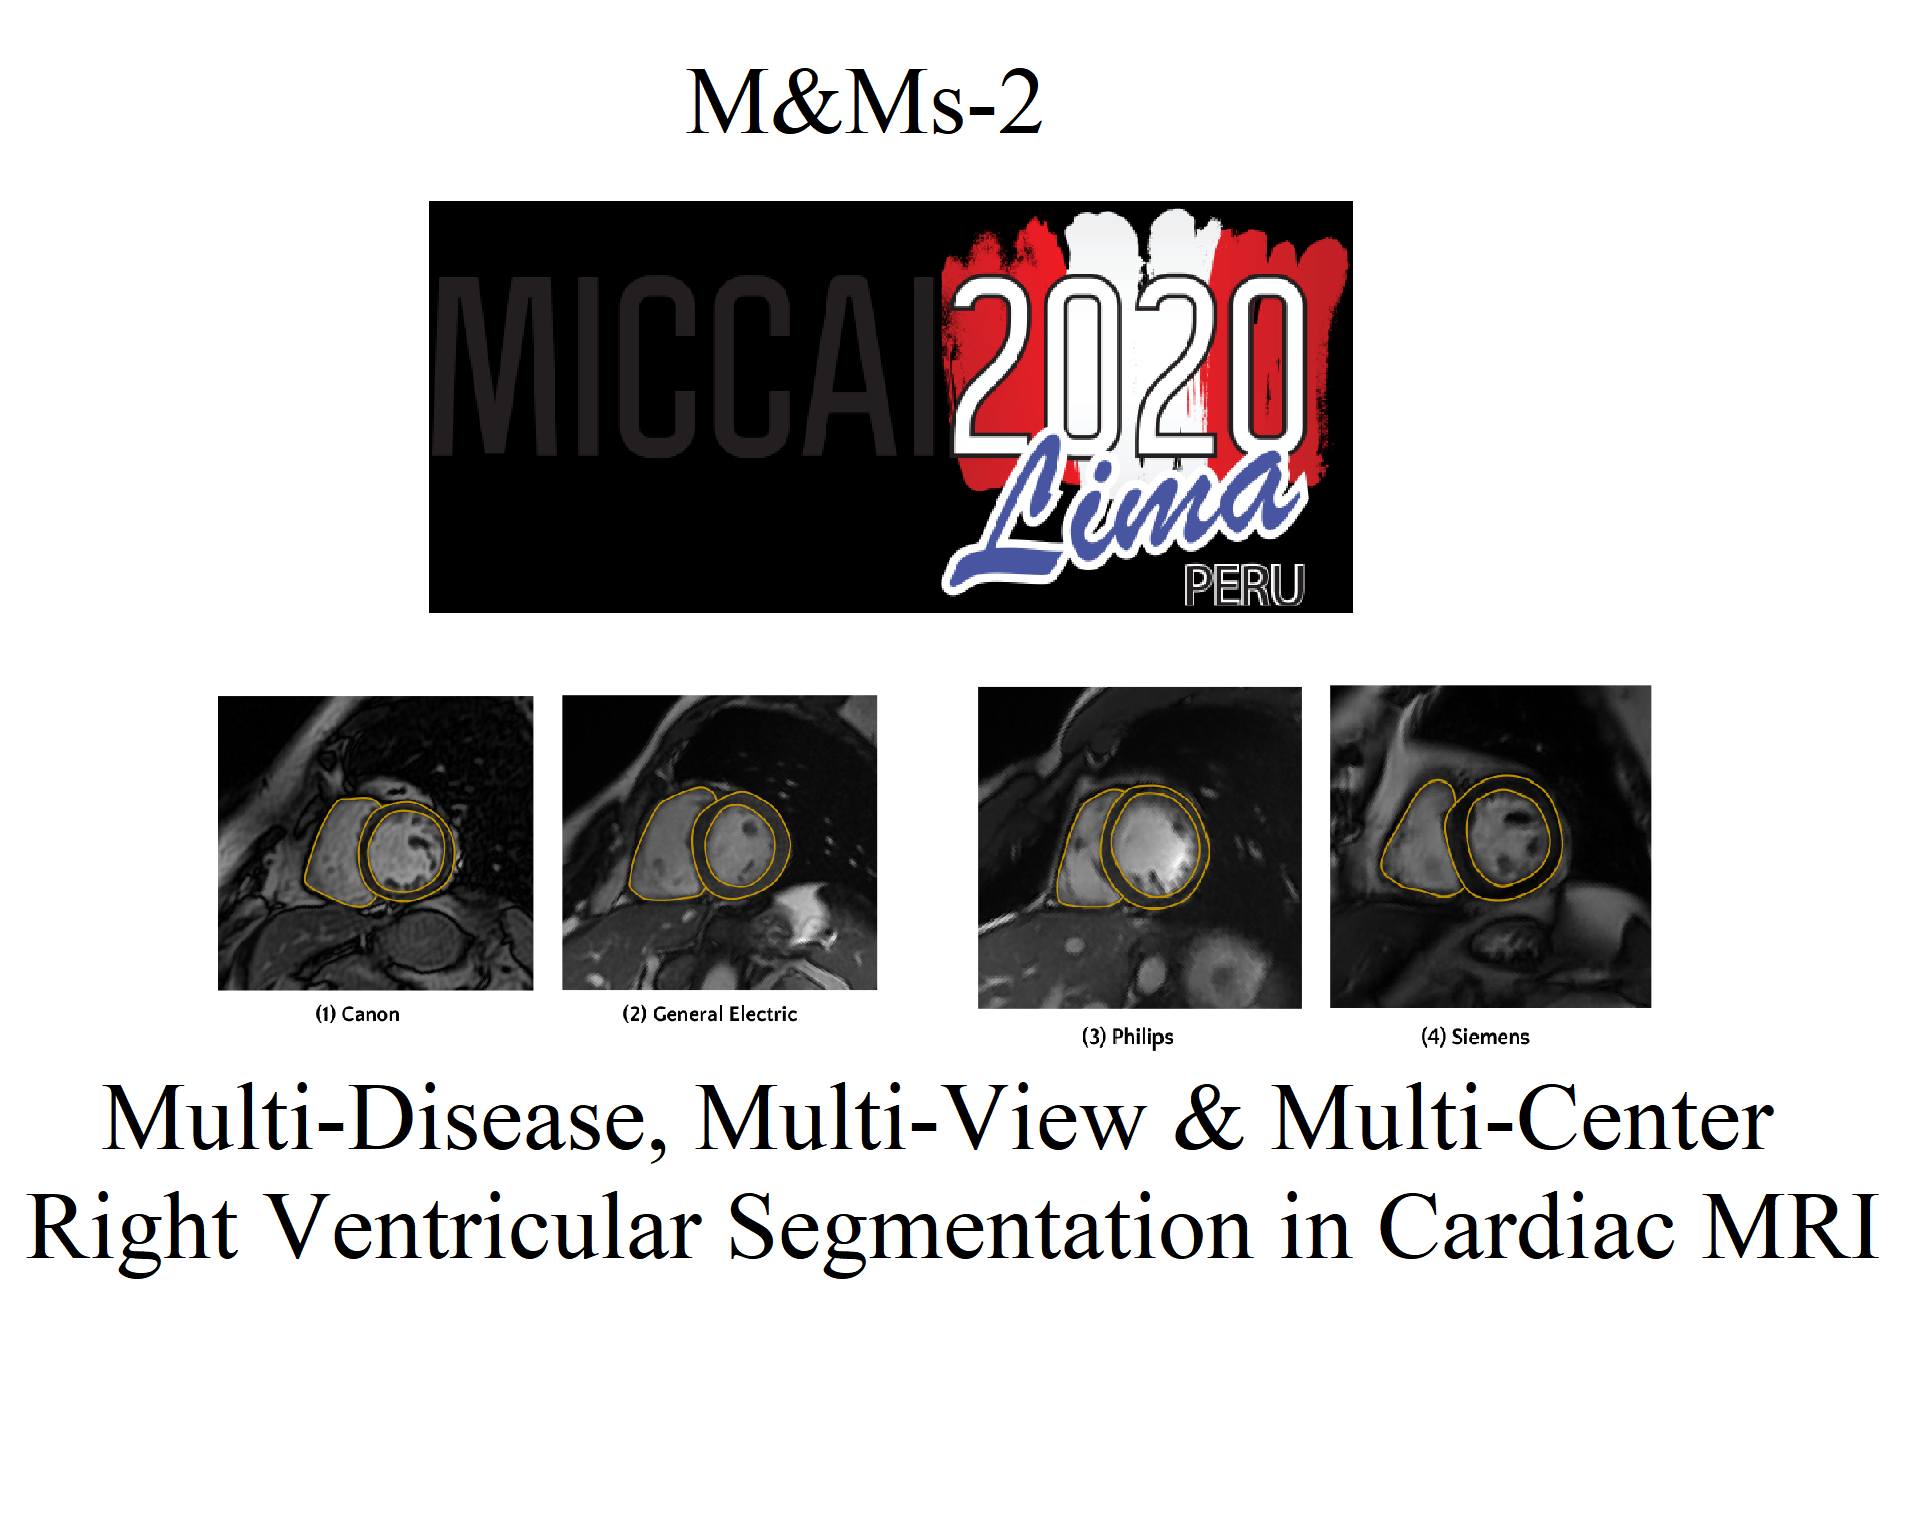 M&Ms-2
MICCAI 2020
Lima
PERU
(1) Canon
(2) General Electric
(3) Philips
(4) Siemens
Multi-Disease, Multi-View & Multi-Center
Right Ventricular Segmentation in Cardiac MRI